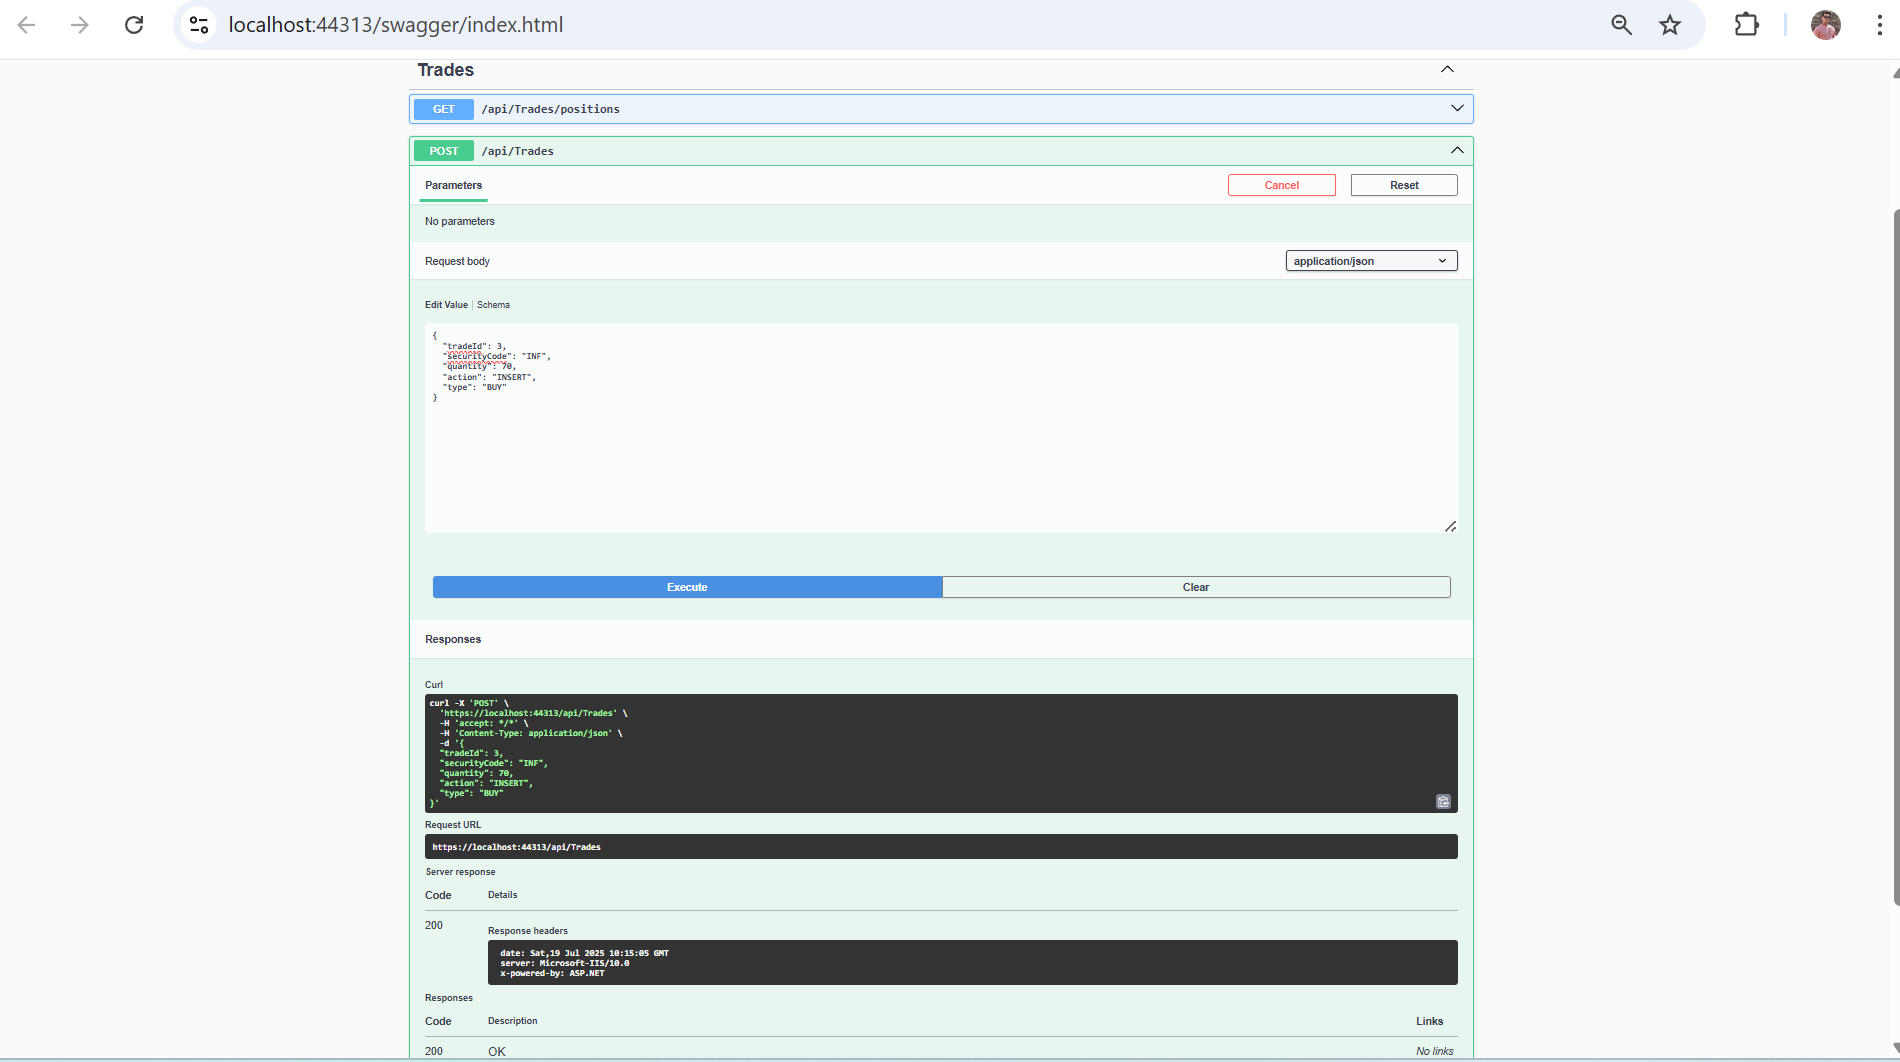 localhost:44313/swagger/index.html
Trades
GET /api/Trades/positions
POST /api/Trades
Parameters
Cancel
Reset
No parameters
Request body
application/json
Edit Value | Schema
{
"tradeId": 3,
"securityCode": "INF",
"quantity": 70,
"action": "INSERT",
"type": "BUY"
}
Execute
Clear
Responses
Curl
curl -X 'POST' \
'https://localhost:44313/api/Trades' \
-H 'accept: */*' \
-H 'Content-Type: application/json' \
-d '{
"tradeId": 3,
"securityCode": "INF",
"quantity": 70,
"action": "INSERT",
"type": "BUY"
}'
Request URL
https://localhost:44313/api/Trades
Server response
Code Details
200
Response headers
date: Sat,19 Jul 2025 10:15:05 GMT
server: Microsoft-IIS/10.0
x-powered-by: ASP.NET
Responses
Code Description Links
200 OK No links